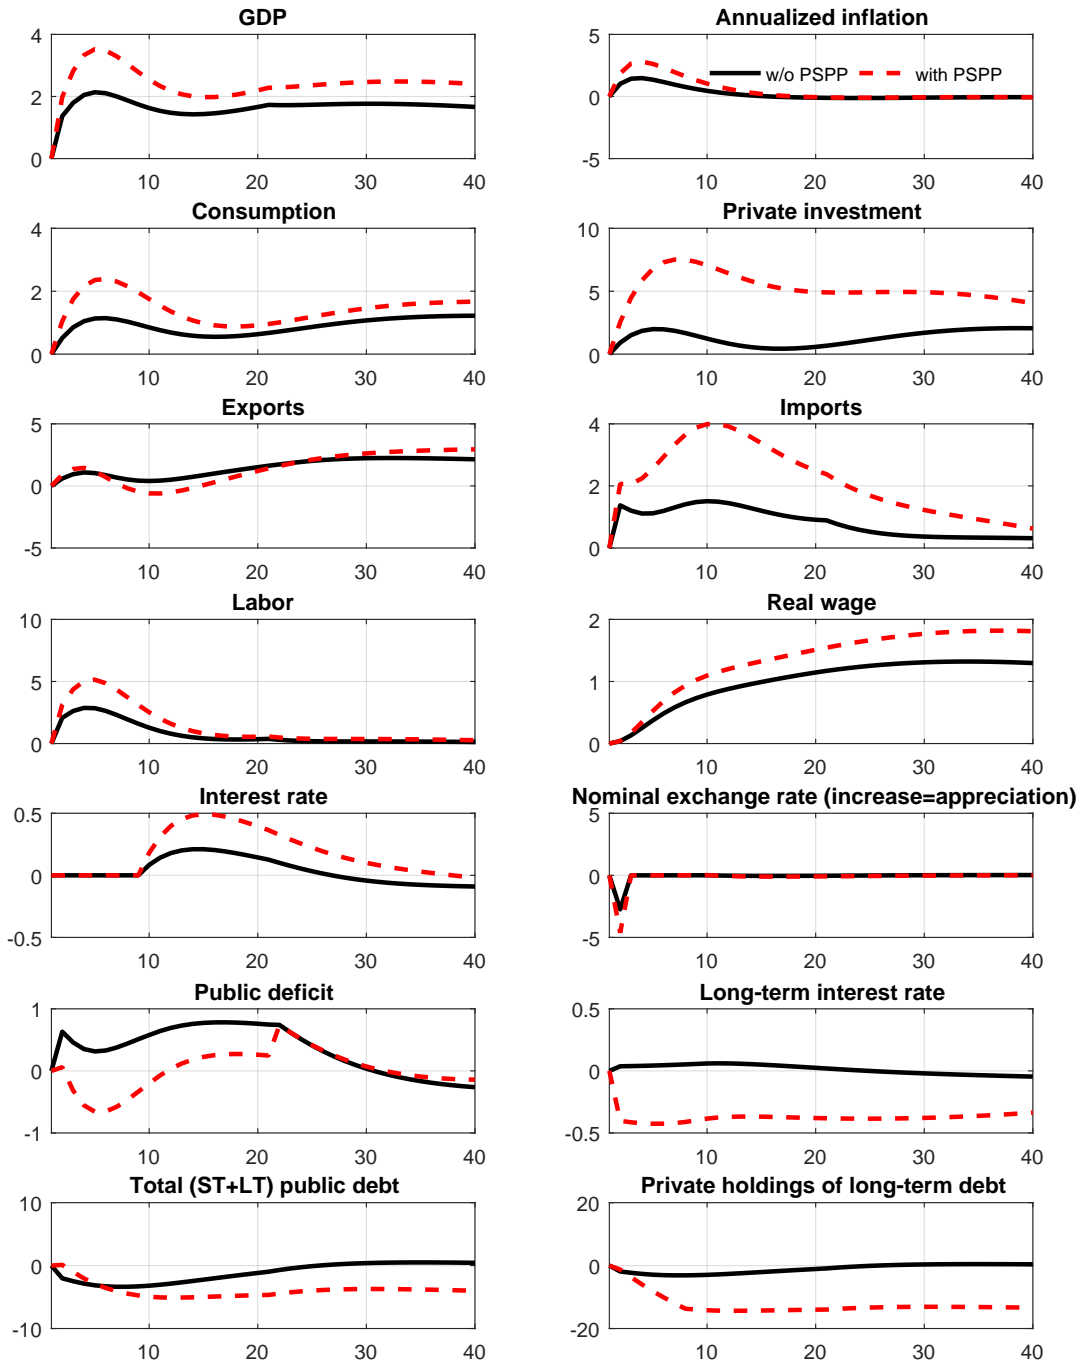 GDP
4
2
0
10 20 30 40
Annualized inflation
5
0
-5
w/o PSPP with PSPP
10 20 30 40
Consumption
4
2
0
10 20 30 40
Private investment
10
5
0
10 20 30 40
Exports
5
0
-5
10 20 30 40
Imports
4
2
0
10 20 30 40
Labor
10
5
0
10 20 30 40
Real wage
2
1
0
10 20 30 40
Interest rate
0.5
0
-0.5
10 20 30 40
Nominal exchange rate (increase=appreciation)
5
0
-5
10 20 30 40
Public deficit
1
0
-1
10 20 30 40
Long-term interest rate
0.5
0
-0.5
10 20 30 40
Total (ST+LT) public debt
10
0
-10
10 20 30 40
Private holdings of long-term debt
20
0
-20
10 20 30 40